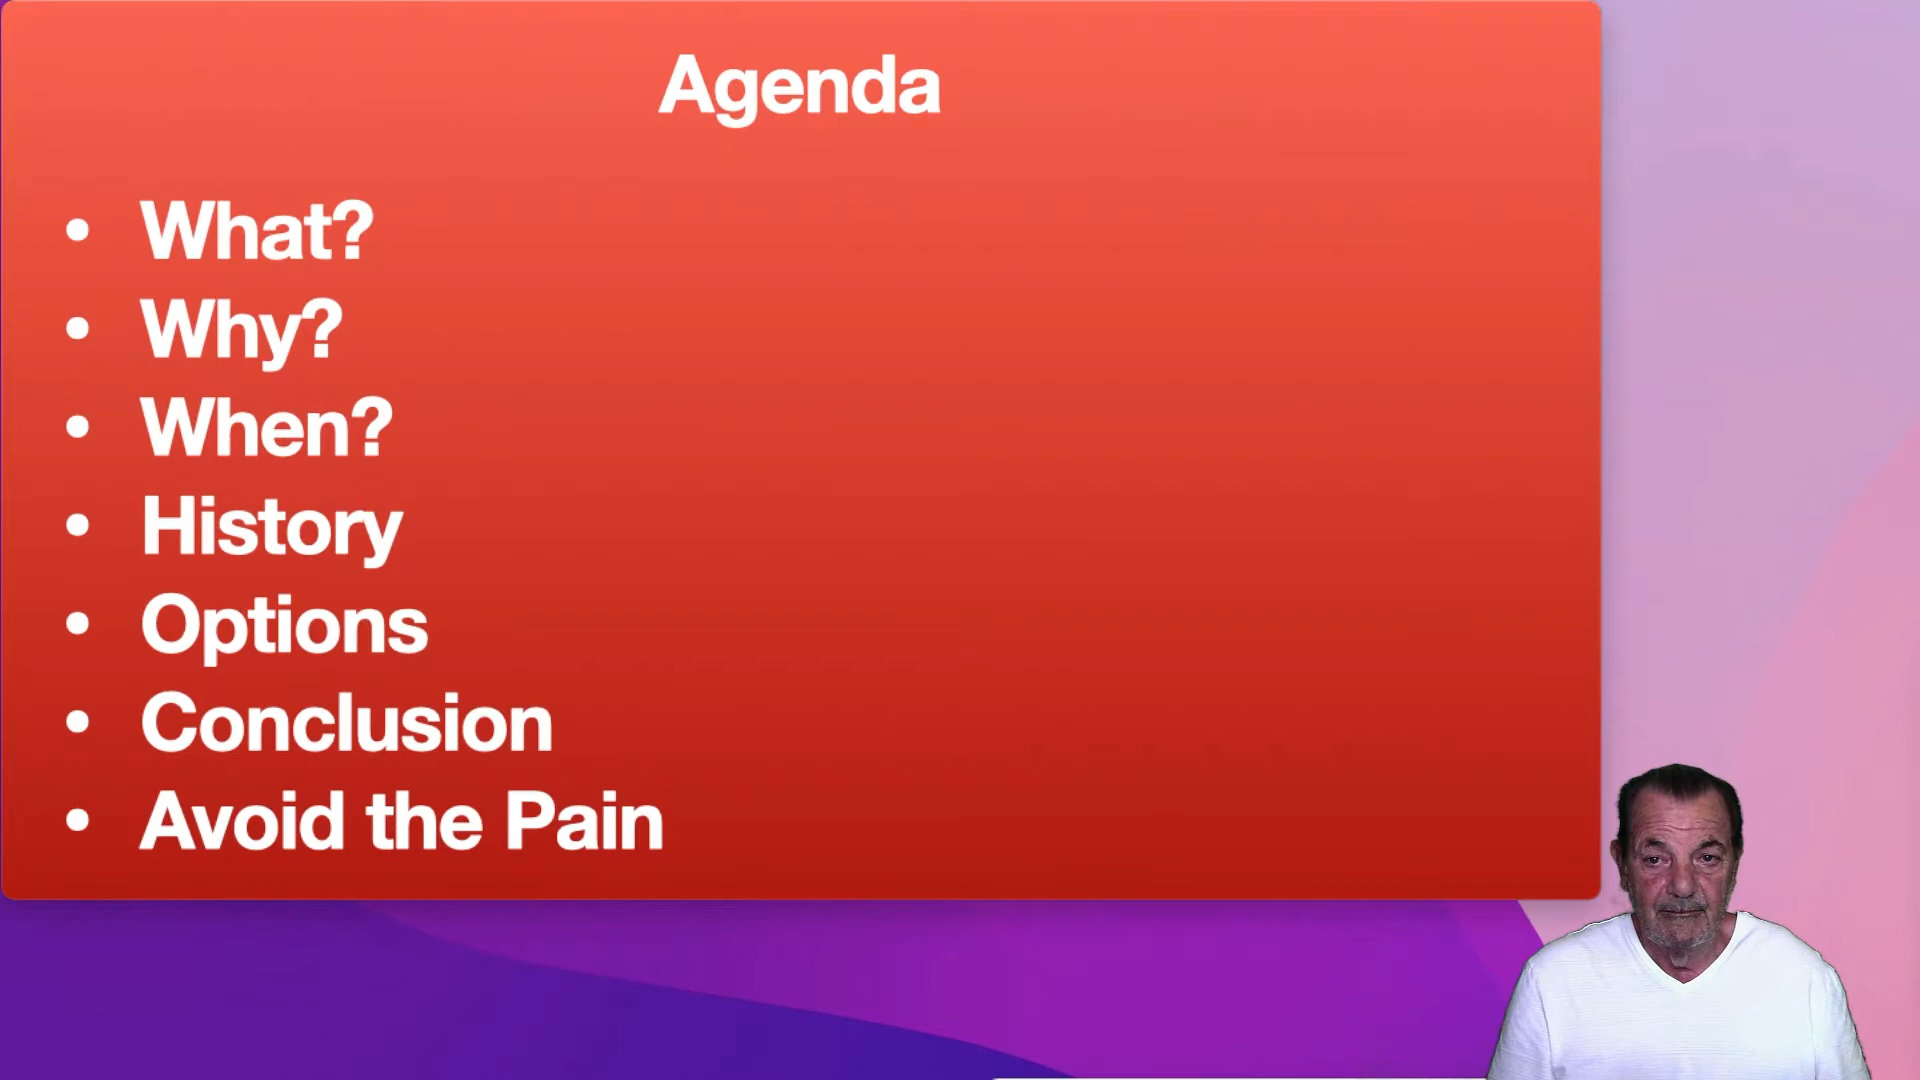 Agenda
• What?
• Why?
• When?
• History
• Options
• Conclusion
• Avoid the Pain